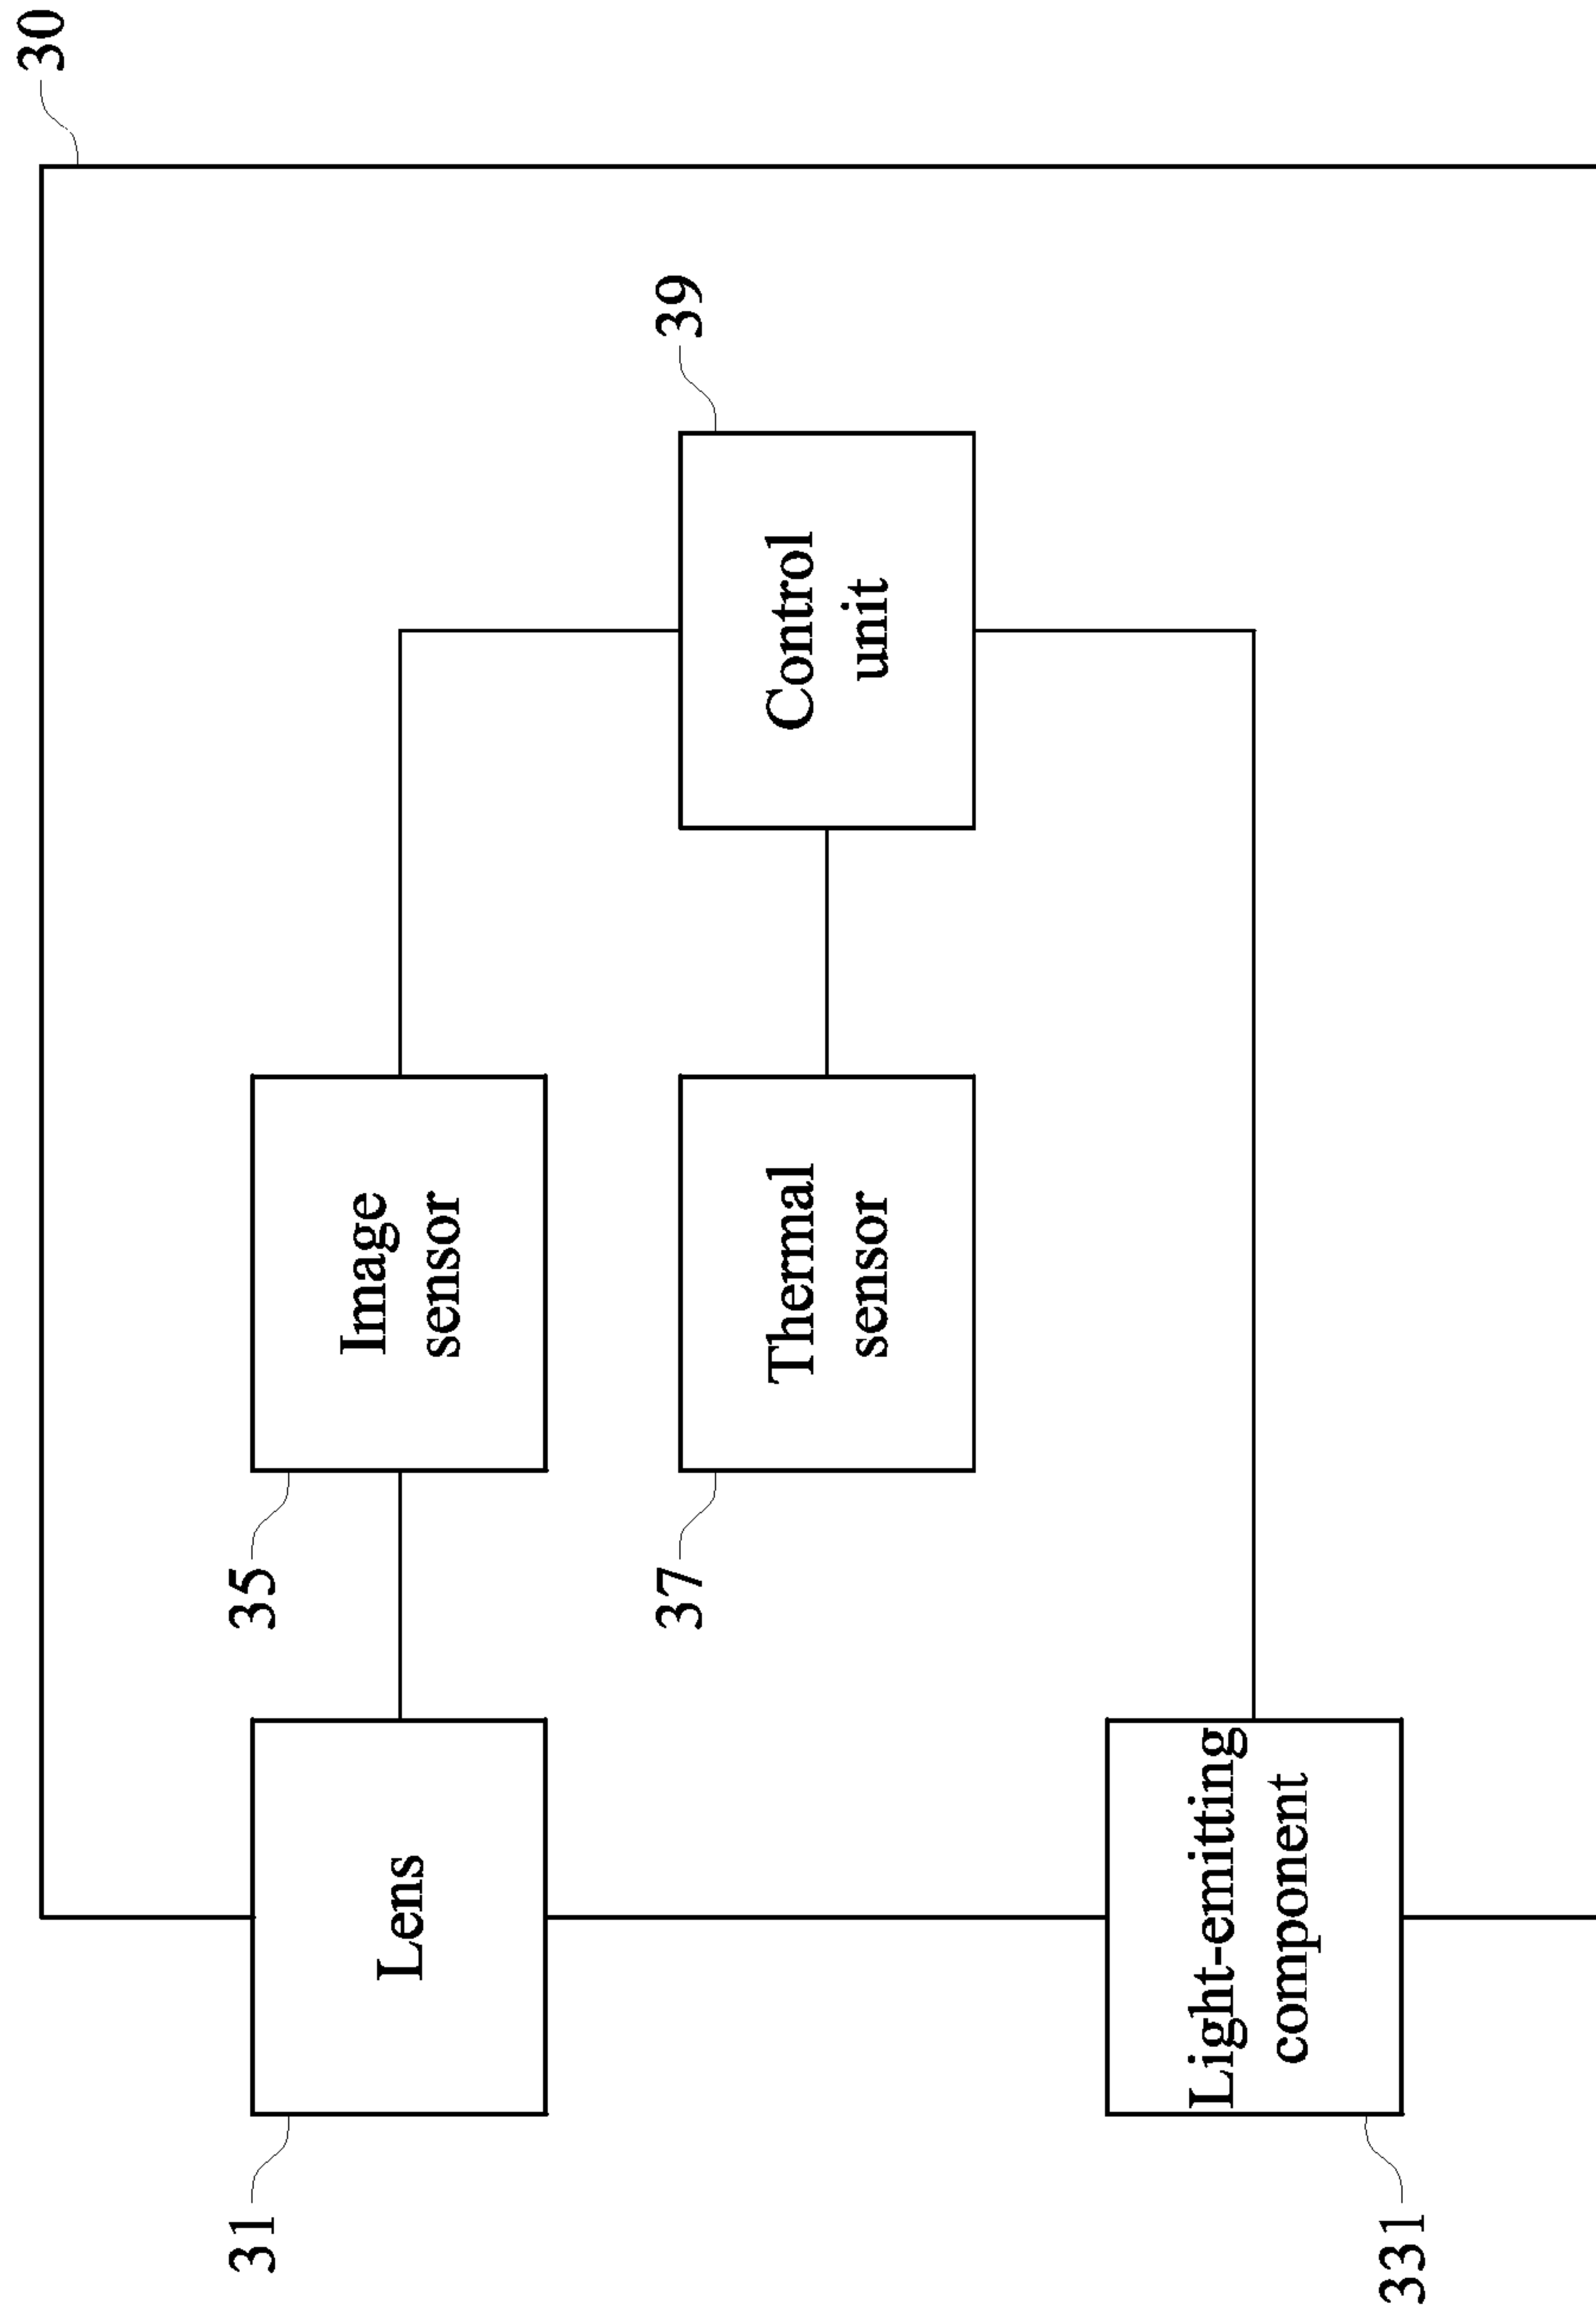 30
31
Lens
35
Image
sensor
37
Thermal
sensor
39
Control
unit
331
Light-emitting
component